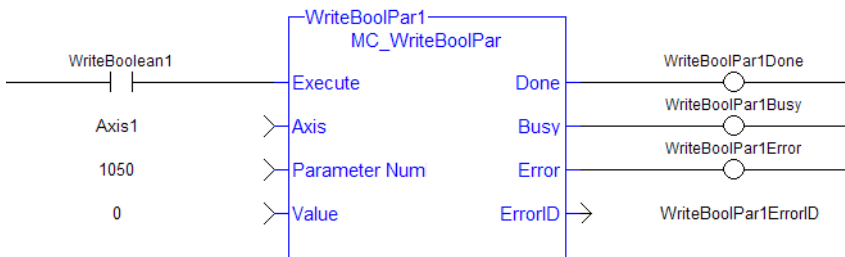 WriteBoolPar1
MC_WriteBoolPar
WriteBoolean1
Execute
Done
WriteBoolPar1Done
Axis1
Axis
Busy
WriteBoolPar1Busy
1050
Parameter Num
Error
WriteBoolPar1Error
0
Value
ErrorID
WriteBoolPar1ErrorID